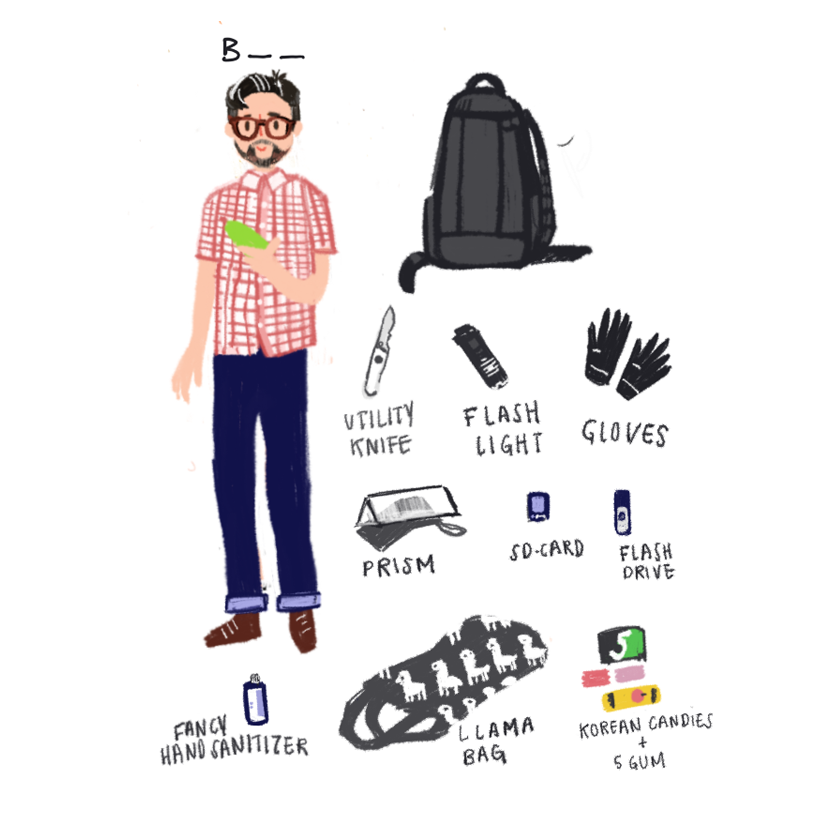 B _ _
UTILITY
KNIFE
FLASH
LIGHT
GLOVES
PRISM
SD-CARD
FLASH
DRIVE
5
FANCY
HAND SANITIZER
LLAMA
BAG
KOREAN CANDIES
+
5 GUM